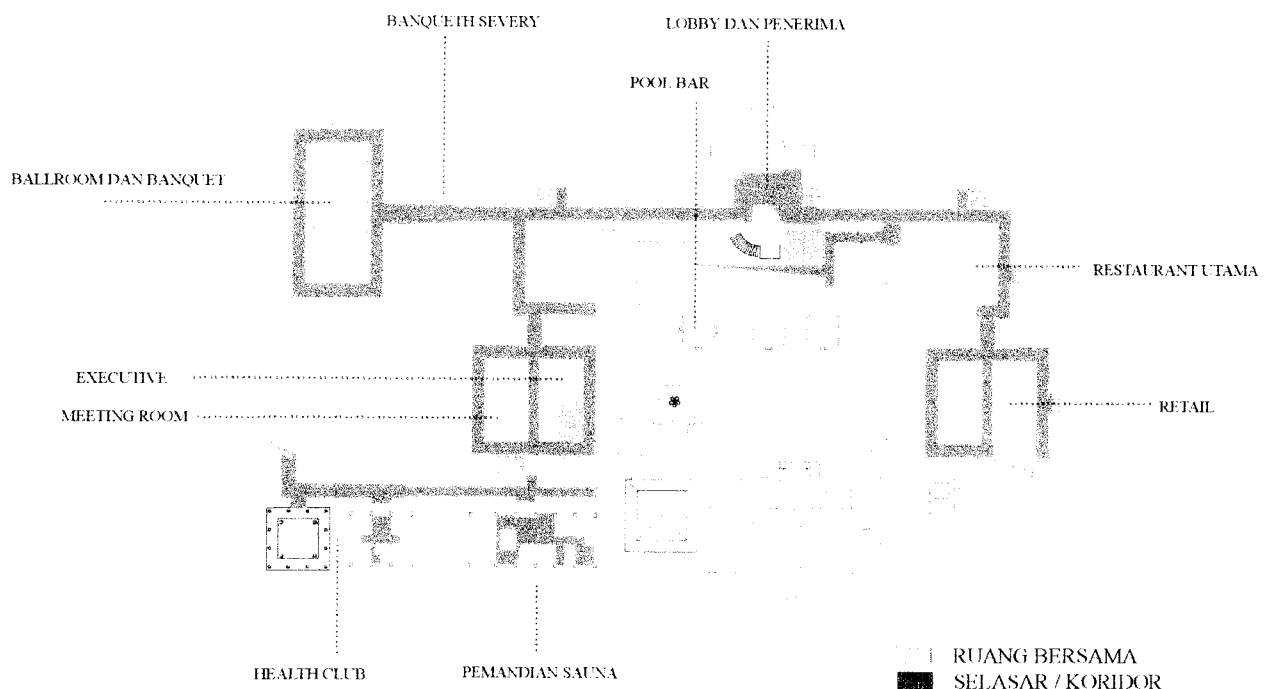 BANQUETH SEVERY
LOBBY DAN PENERIMA
POOL BAR
BALLROOM DAN BANQUET
RESTAURANT UTAMA
EXECUTIVE
MEETING ROOM
RETAIL
HEALTH CLUB
PEMANDIAN SAUNA
RUANG BERSAMA
SELASAR / KORIDOR